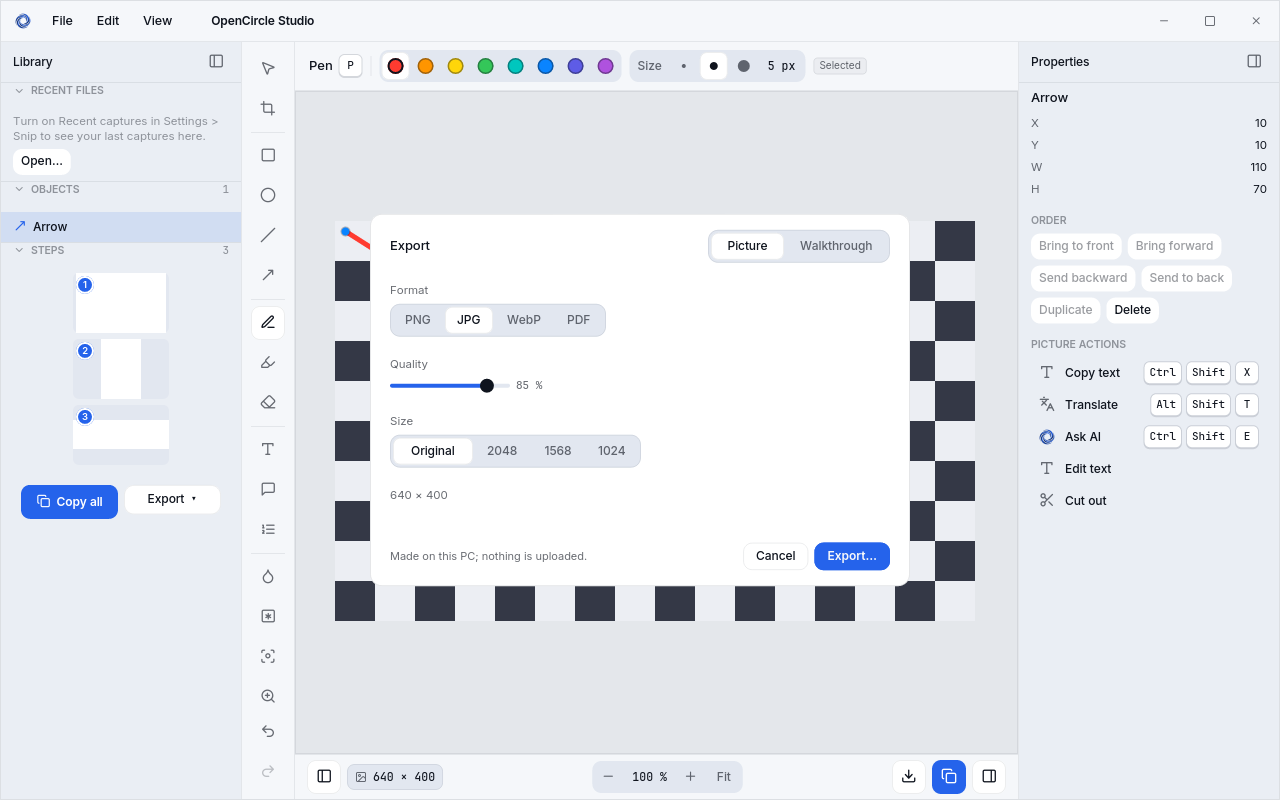 File Edit View OpenCircle Studio
Library
RECENT FILES
Turn on Recent captures in Settings >
Snip to see your last captures here.
Open...
OBJECTS 1
Arrow
STEPS 3
1
2
3
Copy all
Export
Pen P
Size 5 px Selected
Export
Picture Walkthrough
Format
PNG JPG WebP PDF
Quality
85 %
Size
Original 2048 1568 1024
640 × 400
Made on this PC; nothing is uploaded.
Cancel Export...
640 × 400
100 % Fit
Properties
Arrow
X 10
Y 10
W 110
H 70
ORDER
Bring to front Bring forward
Send backward Send to back
Duplicate Delete
PICTURE ACTIONS
Copy text Ctrl Shift X
Translate Alt Shift T
Ask AI Ctrl Shift E
Edit text
Cut out